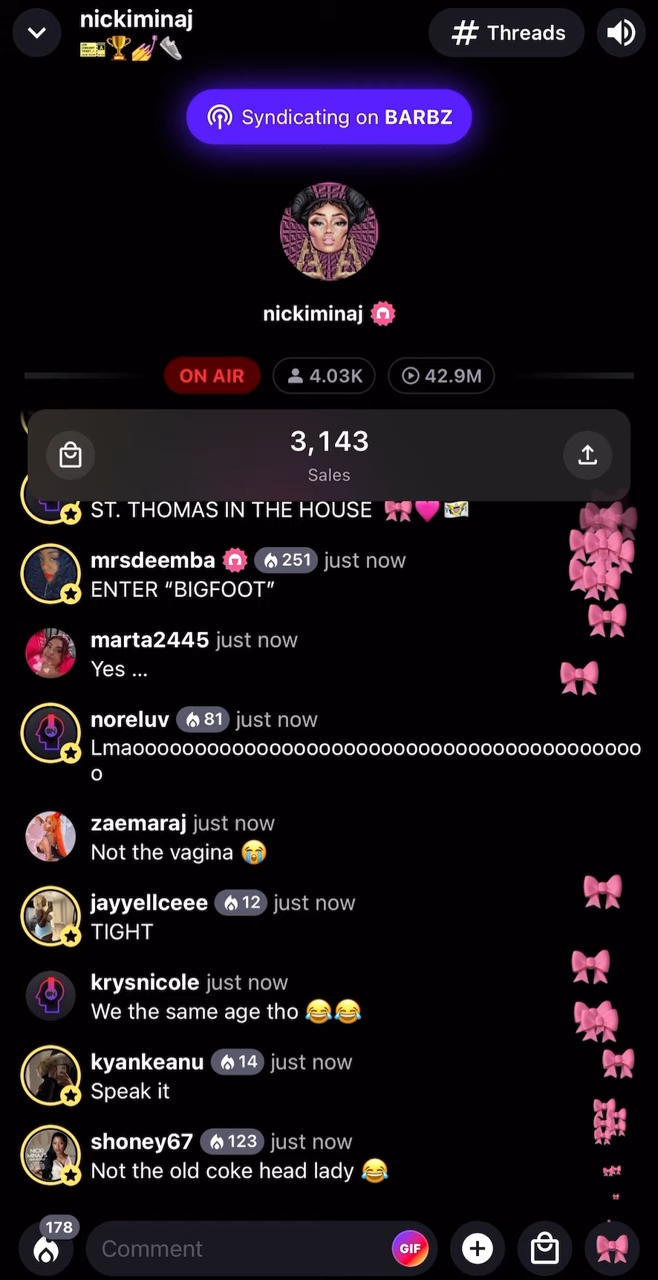 nickiminaj
🎫🏆💅👟
# Threads
Syndicating on BARBZ
nickiminaj
ON AIR
4.03K
42.9M
3,143
Sales
ST. THOMAS IN THE HOUSE 🎀🩷🇻🇮
mrsdeemba 251 just now
ENTER “BIGFOOT”
marta2445 just now
Yes ...
noreluv 81 just now
Lmaooooooooooooooooooooooooooooooooooooooooo
o
zaemaraj just now
Not the vagina 😭
jayyellceee 12 just now
TIGHT
krysnicole just now
We the same age tho 😂😂
kyankeanu 14 just now
Speak it
shoney67 123 just now
Not the old coke head lady 😂
178
Comment
GIF